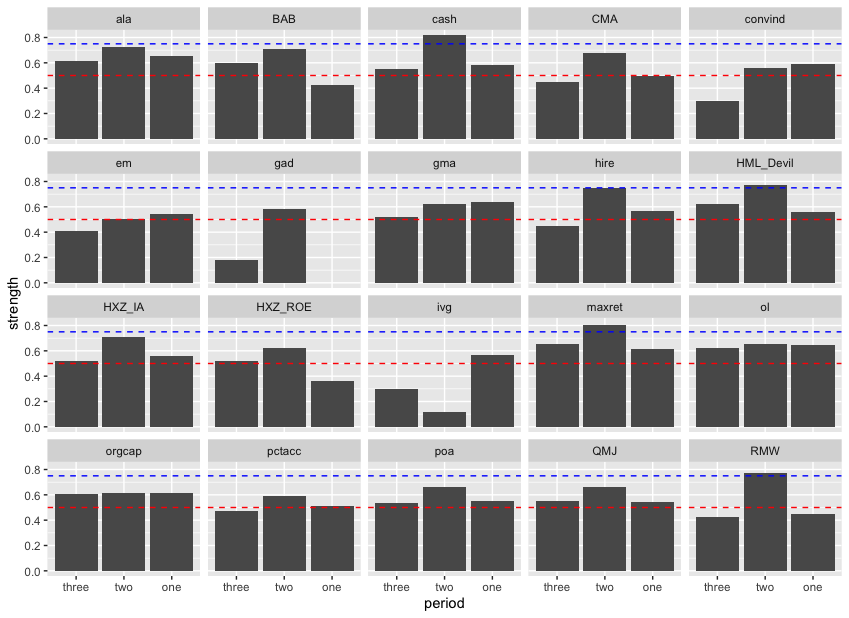 ala BAB cash CMA convind
0.8
0.6
0.4
0.2
0.0
em gad gma hire HML_Devil
0.8
0.6
0.4
0.2
0.0
strength
HXZ_IA HXZ_ROE ivg maxret ol
0.8
0.6
0.4
0.2
0.0
orgcap pctacc poa QMJ RMW
0.8
0.6
0.4
0.2
0.0
three two one three two one three two one three two one three two one
period